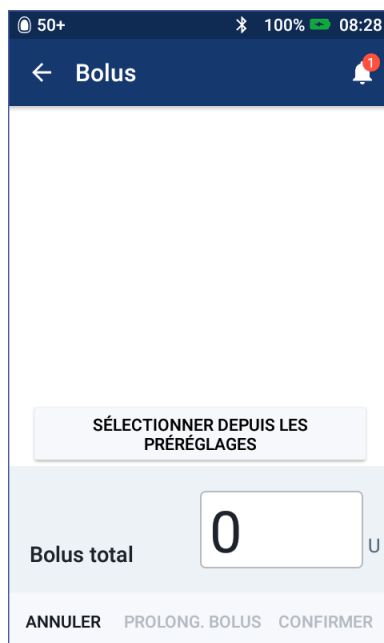 50+ 100% 08:28
← Bolus 1
SÉLECTIONNER DEPUIS LES
PRÉRÉGLAGES
Bolus total 0 U
ANNULER PROLONG. BOLUS CONFIRMER